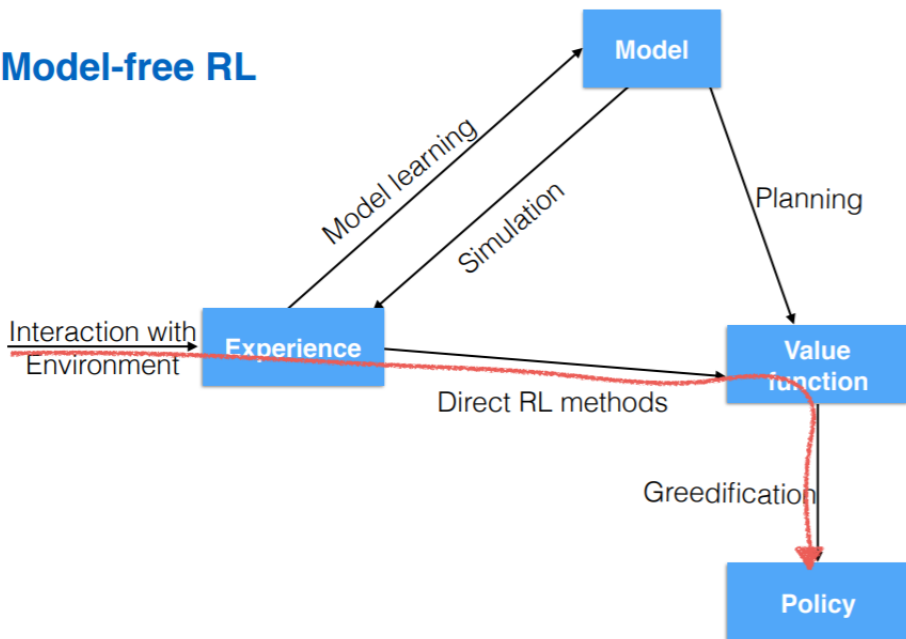 Model-free RL
Model
Model learning
Simulation
Planning
Interaction with
Environment
Experience
Value
function
Direct RL methods
Greedification
Policy